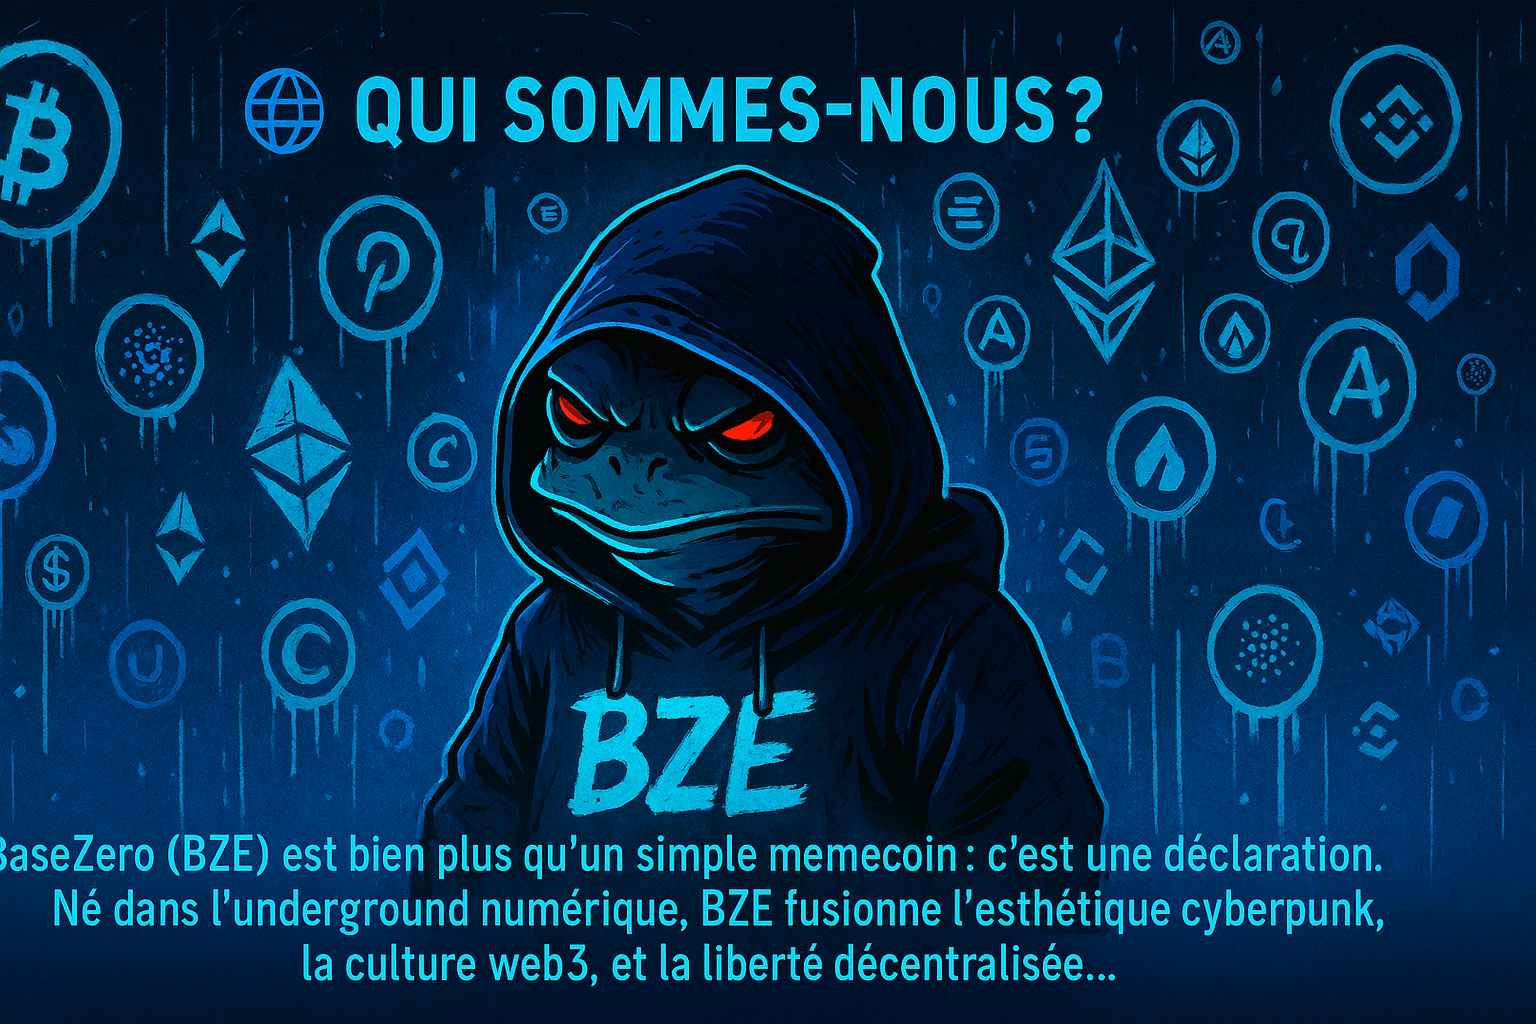 QUI SOMMES-NOUS?
BZE
BaseZero (BZE) est bien plus qu’un simple memecoin : c’est une déclaration.
Né dans l’underground numérique, BZE fusionne l’esthétique cyberpunk,
la culture web3, et la liberté décentralisée...